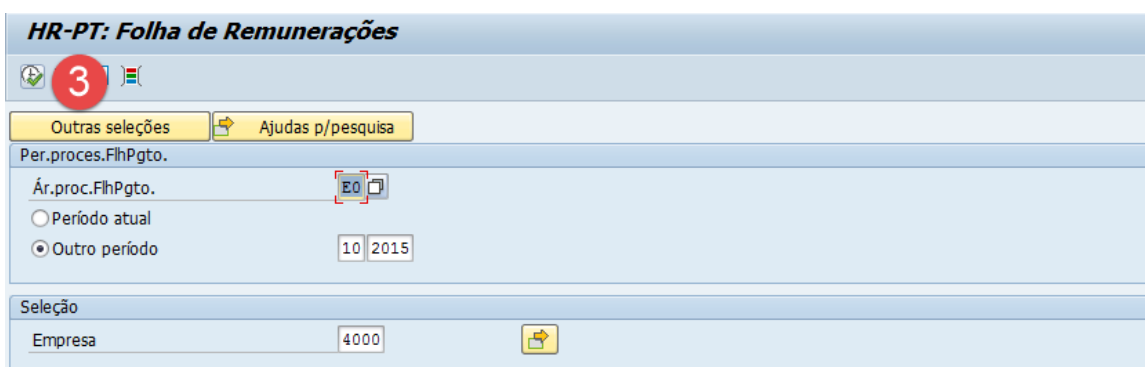 HR-PT: Folha de Remunerações
3
Outras seleções Ajudas p/pesquisa
Per.proces.FlhPgto.
Ár.proc.FlhPgto. E0
Período atual
Outro período 10 2015
Seleção
Empresa 4000